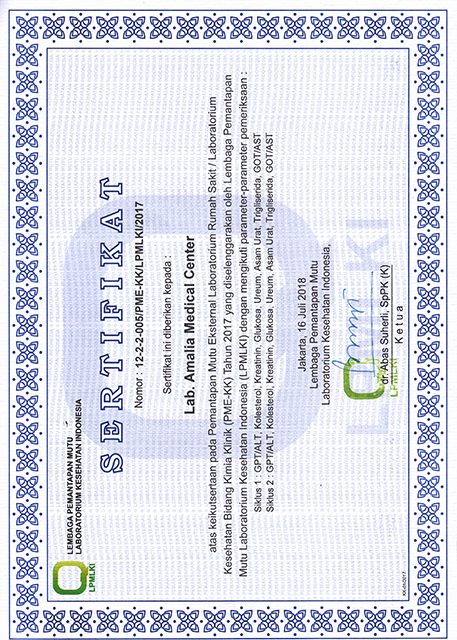 LPMLKI
LEMBAGA PEMANTAPAN MUTU
LABORATORIUM KESEHATAN INDONESIA
SERTIFIKAT
Nomor : 12-2-2-005/PME-KK/LPMLKI/2017
Sertifikat ini diberikan kepada :
Lab. Amalia Medical Center
atas keikutsertaan pada Pemantapan Mutu Eksternal Laboratorium Rumah Sakit / Laboratorium
Kesehatan Bidang Kimia Klinik (PME-KK) Tahun 2017 yang diselenggarakan oleh Lembaga Pemantapan
Mutu Laboratorium Kesehatan Indonesia (LPMLKI) dengan mengikuti parameter-parameter pemeriksaan :
Siklus 1 : GPT/ALT, Kolesterol, Kreatinin, Glukosa, Ureum, Asam Urat, Trigliserida, GOT/AST
Siklus 2 : GPT/ALT, Kolesterol, Kreatinin, Glukosa, Ureum, Asam Urat, Trigliserida, GOT/AST
Jakarta, 16 Juli 2018
Lembaga Pemantapan Mutu
Laboratorium Kesehatan Indonesia,
LPMLKI
dr. Abas Suherli, SpPK (K)
Ketua